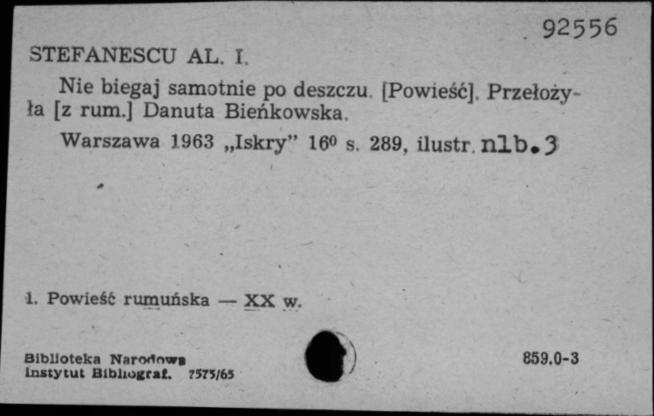 92556
STEFANESCU AL. I.
Nie biegaj samotnie po deszczu. [Powieść]. Przełoży-
ła [z rum.] Danuta Bieńkowska.
Warszawa 1963 „Iskry” 16⁰ s. 289, ilustr. nlb.3
1. Powieść rumuńska — XX w.
Biblioteka Narodowa
Instytut Bibliograf. 7575/65
859.0-3